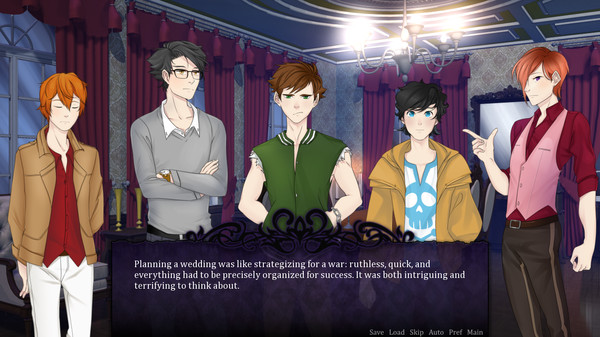 Planning a wedding was like strategizing for a war: ruthless, quick, and
everything had to be precisely organized for success. It was both intriguing and
terrifying to think about.
Save Load Skip Auto Pref Main